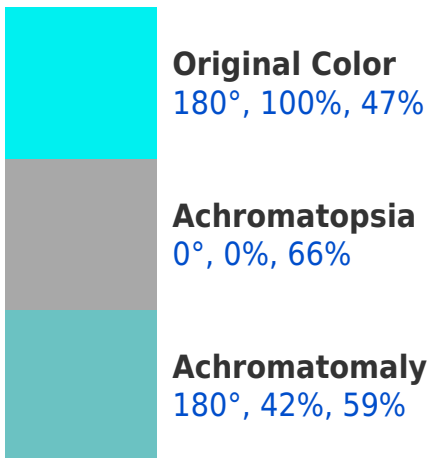 Original Color
180°, 100%, 47%
Achromatopsia
0°, 0%, 66%
Achromatomaly
180°, 42%, 59%